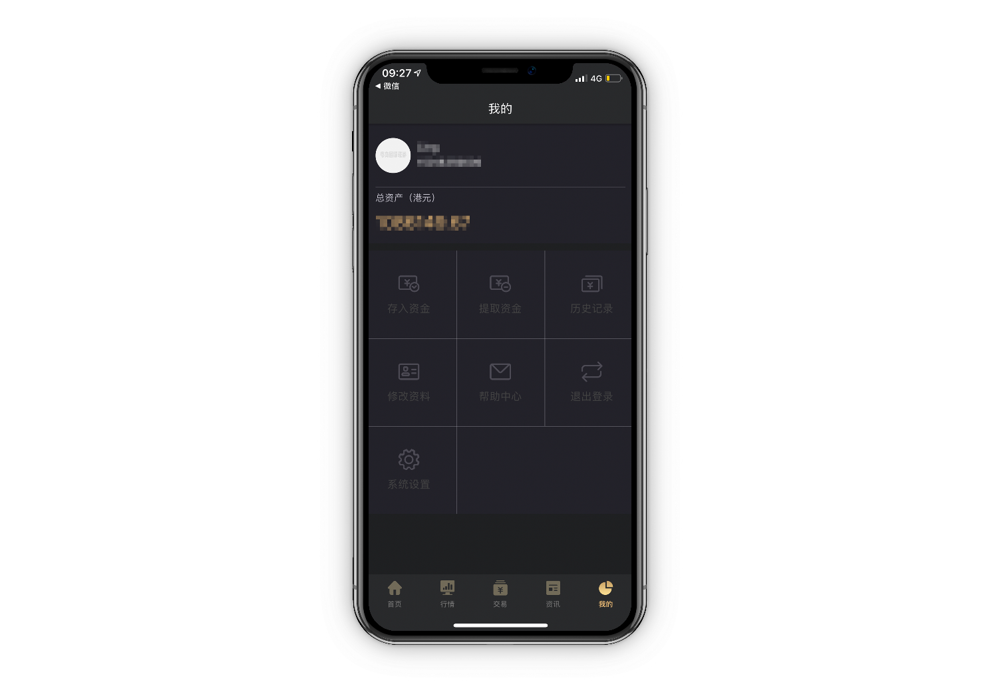 09:27
4G
微信
我的
总资产（港元）
存入资金
提取资金
历史记录
修改资料
帮助中心
退出登录
系统设置
首页
行情
交易
资讯
我的